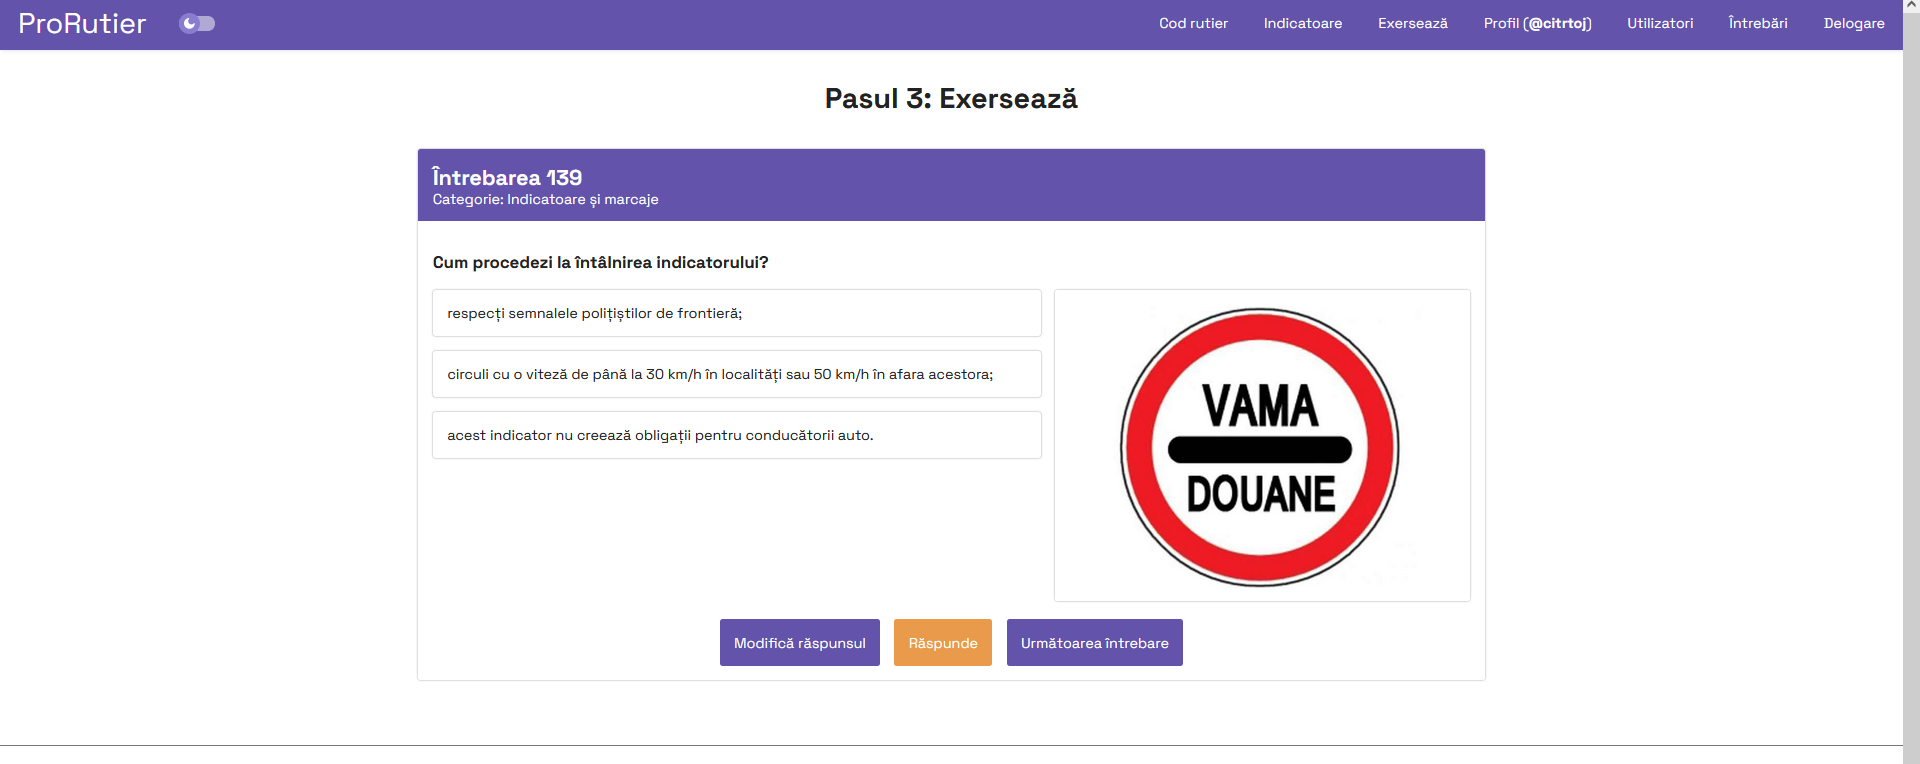 ProRutier
Cod rutier
Indicatoare
Exersează
Profil (@citrtoj)
Utilizatori
Întrebări
Delogare
Pasul 3: Exersează
Întrebarea 139
Categorie: Indicatoare și marcaje
Cum procedezi la întâlnirea indicatorului?
respecți semnalele polițiștilor de frontieră;
circuli cu o viteză de până la 30 km/h în localități sau 50 km/h în afara acestora;
acest indicator nu creează obligații pentru conducătorii auto.
VAMA
DOUANE
Modifică răspunsul
Răspunde
Următoarea întrebare